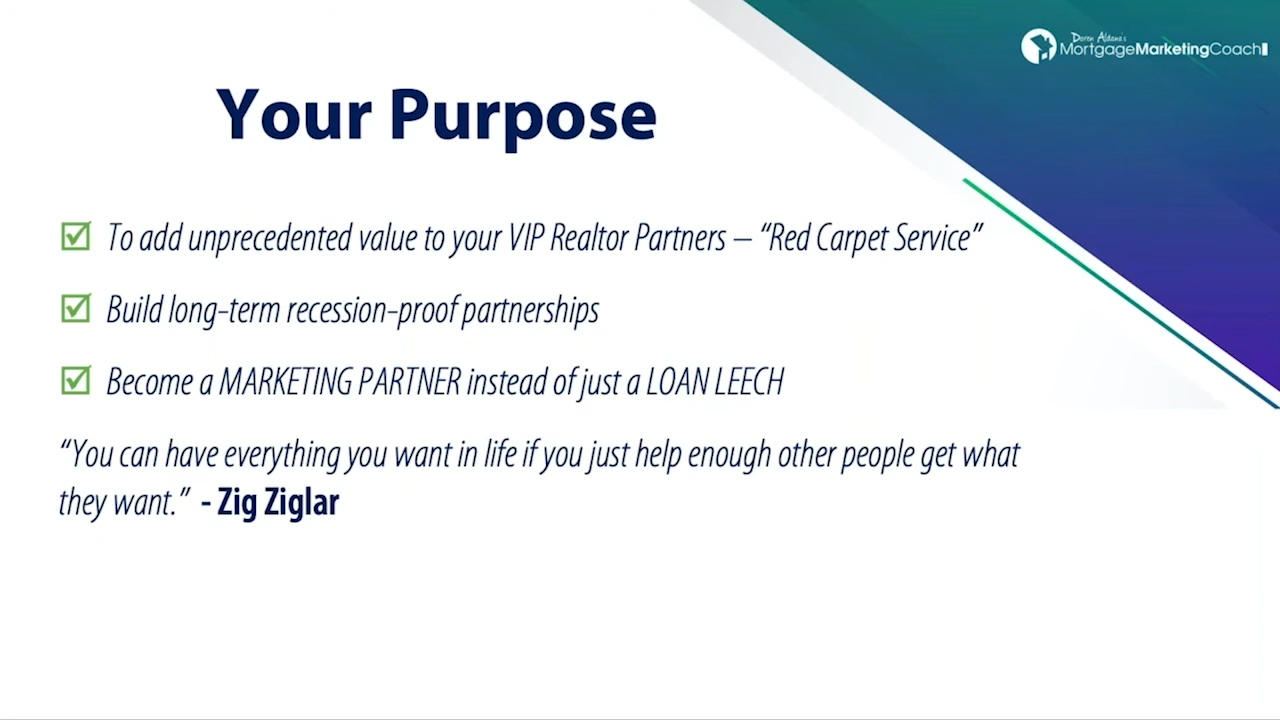 Doren Aldana's
MortgageMarketingCoach
Your Purpose
To add unprecedented value to your VIP Realtor Partners – “Red Carpet Service”
Build long-term recession-proof partnerships
Become a MARKETING PARTNER instead of just a LOAN LEECH
“You can have everything you want in life if you just help enough other people get what
they want.” - Zig Ziglar